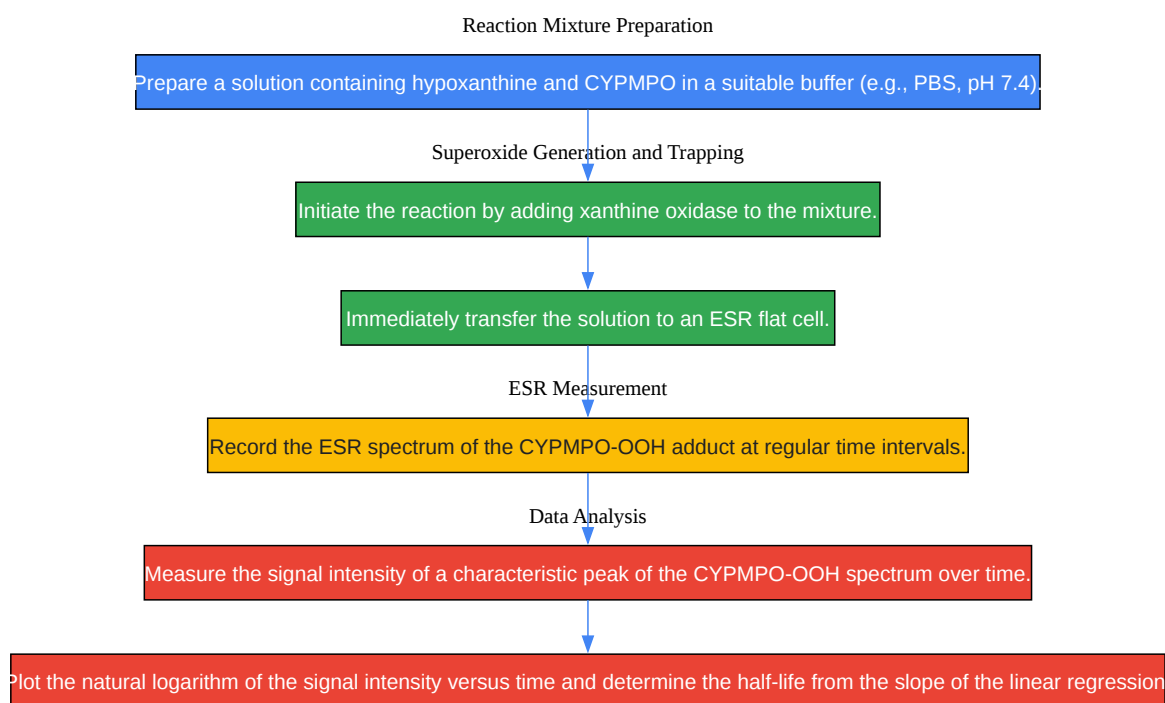 Reaction Mixture Preparation
Prepare a solution containing hypoxanthine and CYPMPO in a suitable buffer (e.g., PBS, pH 7.4).
Superoxide Generation and Trapping
Initiate the reaction by adding xanthine oxidase to the mixture.
Immediately transfer the solution to an ESR flat cell.
ESR Measurement
Record the ESR spectrum of the CYPMPO-OOH adduct at regular time intervals.
Data Analysis
Measure the signal intensity of a characteristic peak of the CYPMPO-OOH spectrum over time.
Plot the natural logarithm of the signal intensity versus time and determine the half-life from the slope of the linear regression